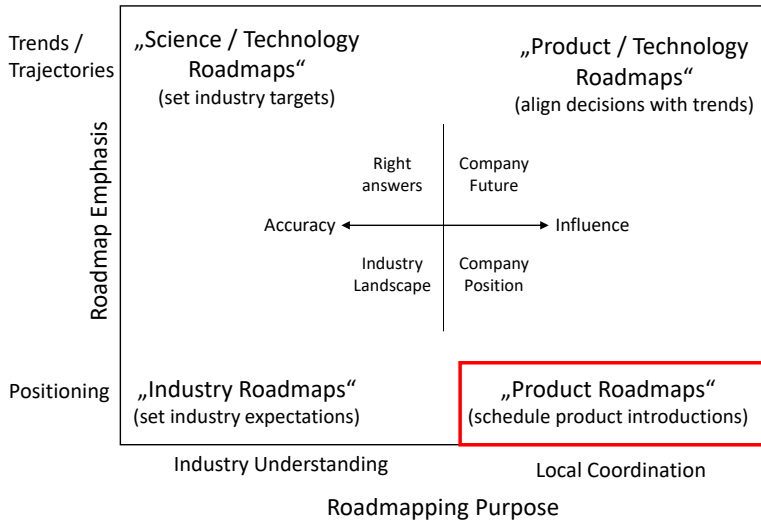 Trends /
Trajectories
„Science / Technology
Roadmaps“
(set industry targets)
„Product / Technology
Roadmaps“
(align decisions with trends)
Roadmap Emphasis
Right
answers
Company
Future
Accuracy
Influence
Industry
Landscape
Company
Position
Positioning
„Industry Roadmaps“
(set industry expectations)
„Product Roadmaps“
(schedule product introductions)
Industry Understanding
Local Coordination
Roadmapping Purpose